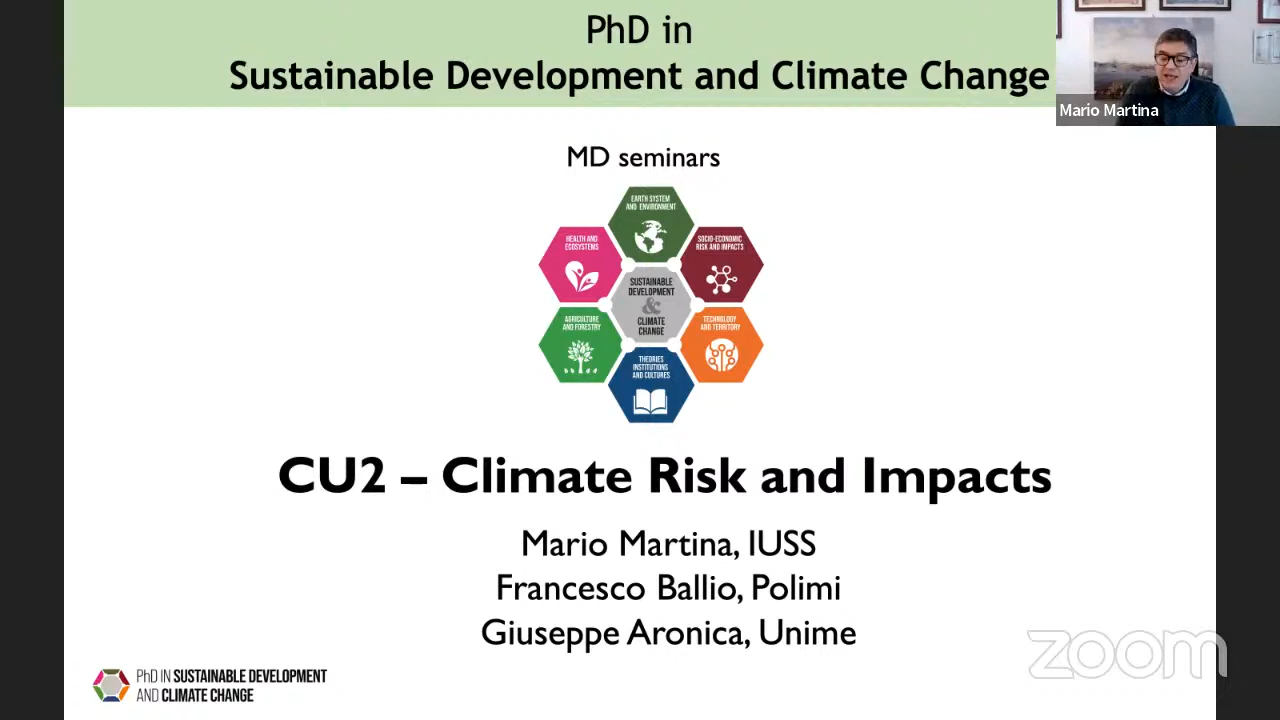 PhD in
Sustainable Development and Climate Change
Mario Martina
MD seminars
EARTH SYSTEM
AND ENVIRONMENT
HEALTH AND
ECOSYSTEMS
SOCIO-ECONOMIC
RISK AND IMPACTS
SUSTAINABLE
DEVELOPMENT
&
CLIMATE
CHANGE
AGRICULTURE
AND FORESTRY
TECHNOLOGY
AND TERRITORY
THEORIES
INSTITUTIONS
AND CULTURES
CU2 – Climate Risk and Impacts
Mario Martina, IUSS
Francesco Ballio, Polimi
Giuseppe Aronica, Unime
zoom
PhD IN SUSTAINABLE DEVELOPMENT
AND CLIMATE CHANGE